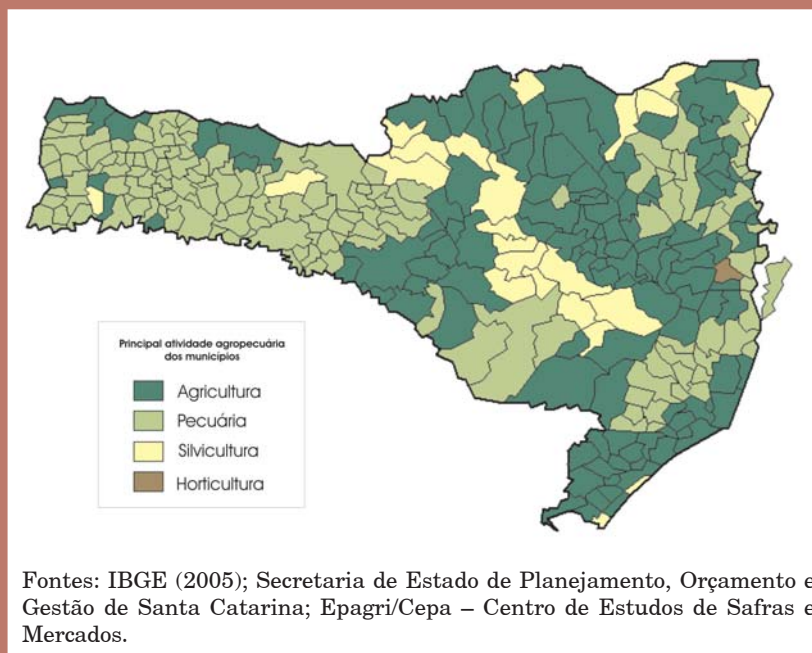 Principal atividade agropecuária
dos municípios
Agricultura
Pecuária
Silvicultura
Horticultura
Fontes: IBGE (2005); Secretaria de Estado de Planejamento, Orçamento e
Gestão de Santa Catarina; Epagri/Cepa – Centro de Estudos de Safras e
Mercados.